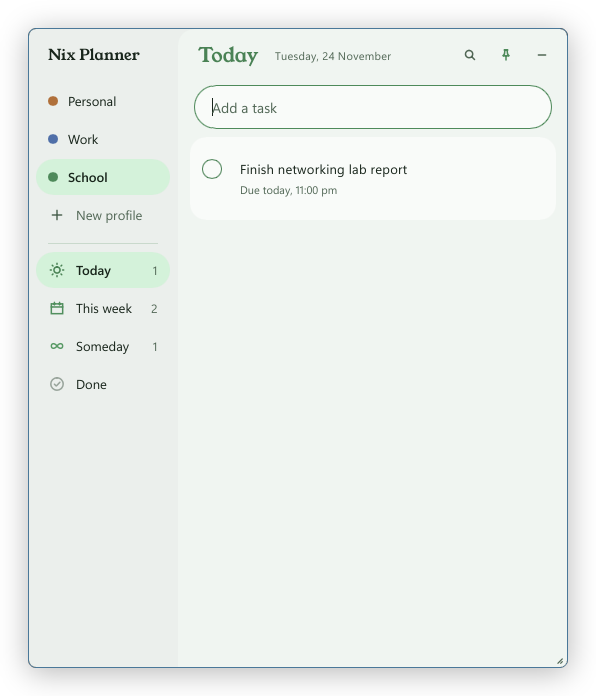 Nix Planner
Personal
Work
School
New profile
Today 1
This week 2
Someday 1
Done
Today Tuesday, 24 November
Add a task
Finish networking lab report
Due today, 11:00 pm